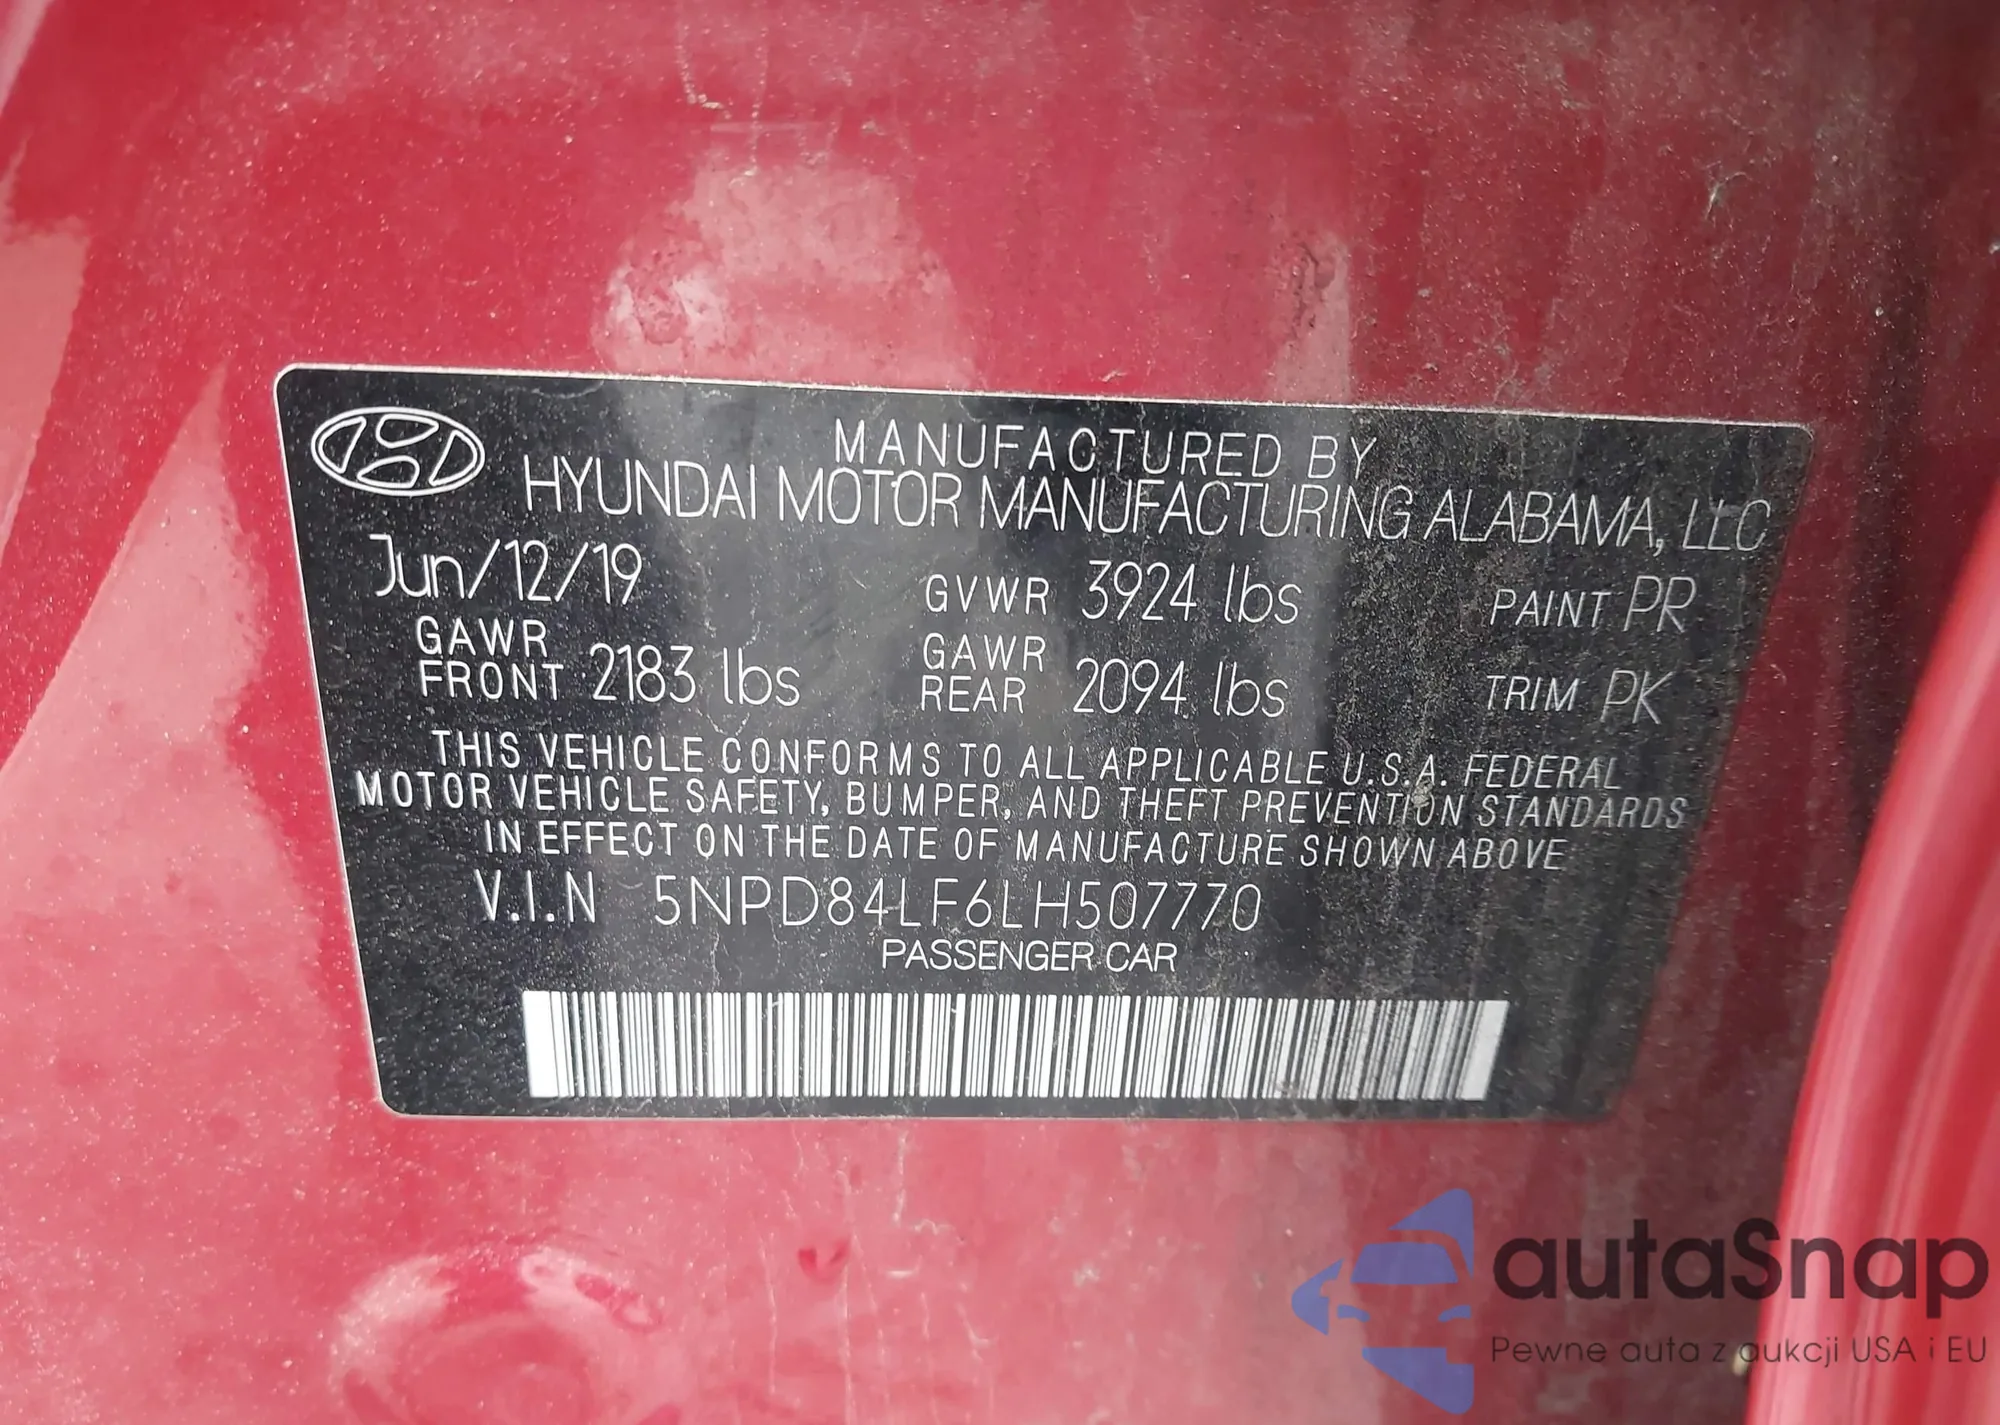 MANUFACTURED BY
HYUNDAI MOTOR MANUFACTURING ALABAMA, LLC
Jun/12/19 GVWR 3924 lbs PAINT PR
GAWR FRONT 2183 lbs GAWR REAR 2094 lbs TRIM PK
THIS VEHICLE CONFORMS TO ALL APPLICABLE U.S.A. FEDERAL
MOTOR VEHICLE SAFETY, BUMPER, AND THEFT PREVENTION STANDARDS
IN EFFECT ON THE DATE OF MANUFACTURE SHOWN ABOVE
V.I.N 5NPD84LF6LH507770
PASSENGER CAR
autaSnap
Pewne auta z aukcji USA i EU